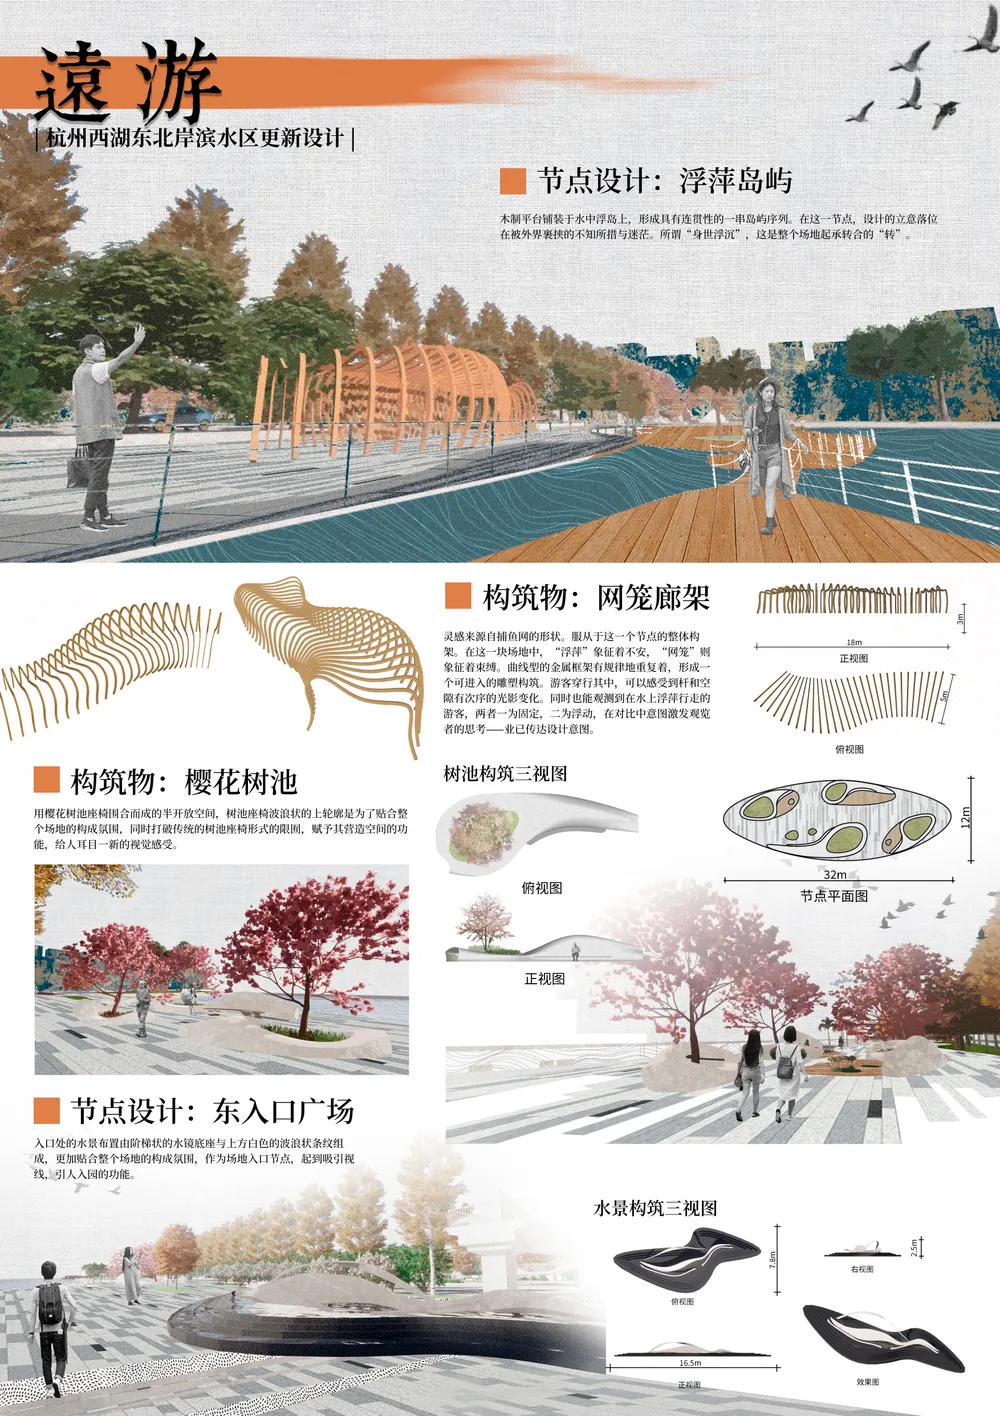 遠游
|杭州西湖东北岸滨水区更新设计|
节点设计：浮萍岛屿
木制平台铺装于水中浮岛上，形成具有连贯性的一串岛屿序列。在这一节点，设计的立意落位
在被外界裹挟的不知所措与迷茫。所谓“身世浮沉”，这是整个场地起承转合的“转”。
构筑物：网笼廊架
灵感来源自捕鱼网的形状。服从于这一个节点的整体构
架。在这一块场地中，“浮萍”象征着不安，“网笼”则
象征着束缚。曲线型的金属框架有规律地重复着，形成一
个可进入的雕塑构筑。游客穿行其中，可以感受到杆和空
隙有次序的光影变化。同时也能观测到在水上浮萍行走的
游客，两者一为固定，二为浮动，在对比中意图激发观览
者的思考——业已传达设计意图。
3m
18m
正视图
5m
俯视图
构筑物：樱花树池
用樱花树池座椅围合而成的半开放空间，树池座椅波浪状的上轮廓是为了贴合整
个场地的构成氛围，同时打破传统的树池座椅形式的限囿，赋予其营造空间的功
能，给人耳目一新的视觉感受。
树池构筑三视图
俯视图
正视图
12m
32m
节点平面图
节点设计：东入口广场
入口处的水景布置由阶梯状的水镜底座与上方白色的波浪状条纹组
成，更加贴合整个场地的构成氛围，作为场地入口节点，起到吸引视
线，引人入园的功能。
水景构筑三视图
7.8m
俯视图
2.5m
右视图
16.5m
正视图
效果图